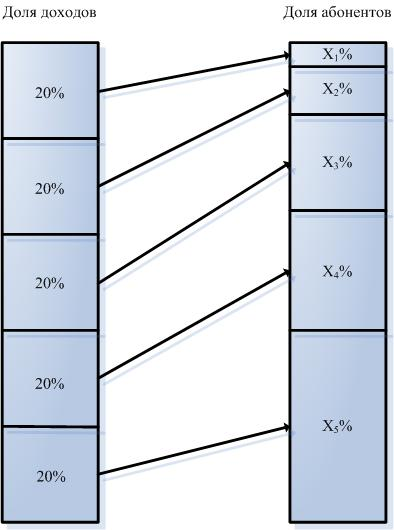 Доля доходов
Доля абонентов
20%
20%
20%
20%
20%
X₁%
X₂%
X₃%
X₄%
X₅%